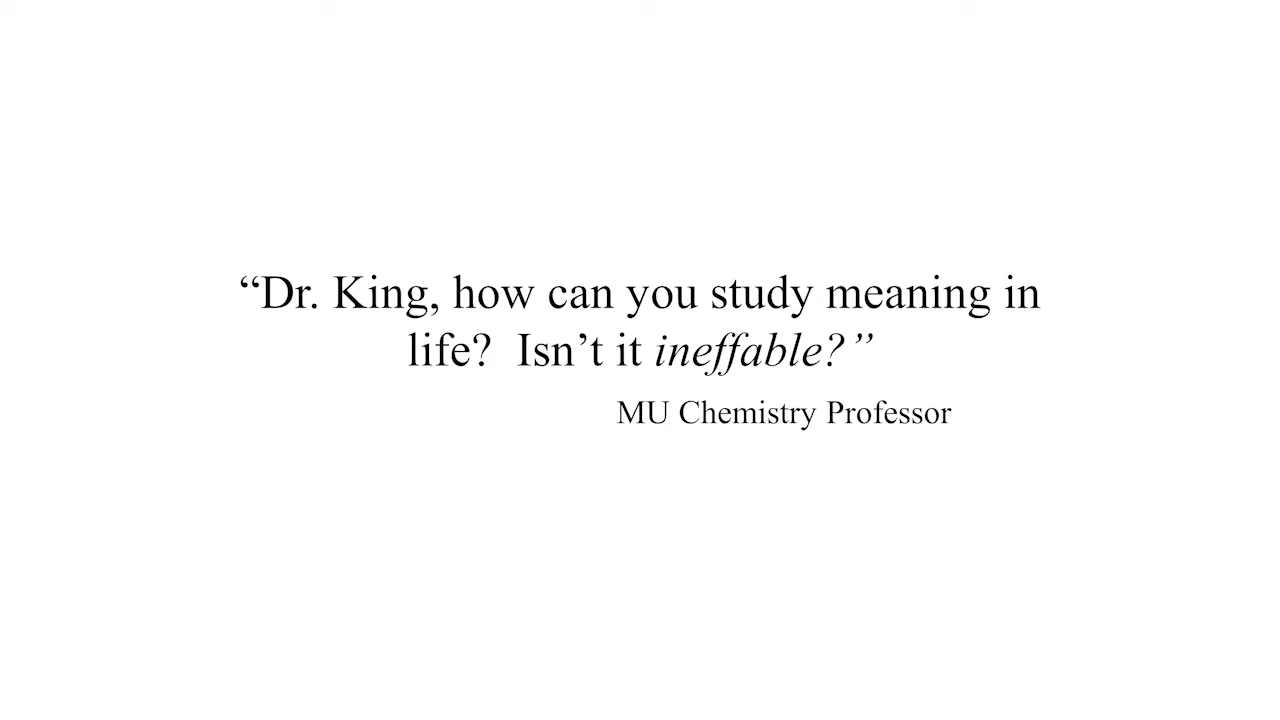 “Dr. King, how can you study meaning in
life?  Isn’t it ineffable?”
MU Chemistry Professor